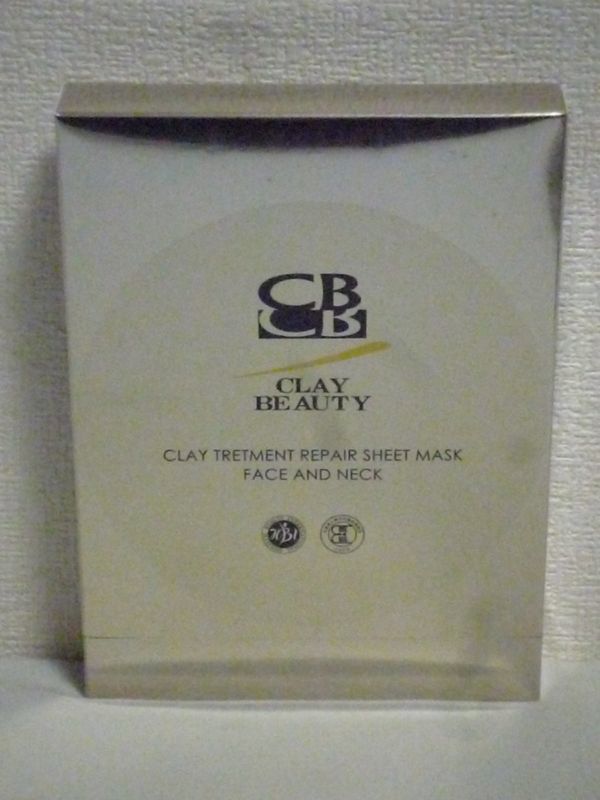 CB
CB
CLAY
BEAUTY
CLAY TRETMENT REPAIR SHEET MASK
FACE AND NECK